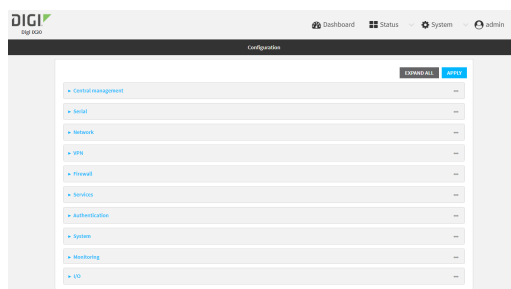 DIGI
Digi IX20
Dashboard
Status
System
admin
Configuration
EXPAND ALL
APPLY
Central management
Serial
Network
VPN
Firewall
Services
Authentication
System
Monitoring
I/O